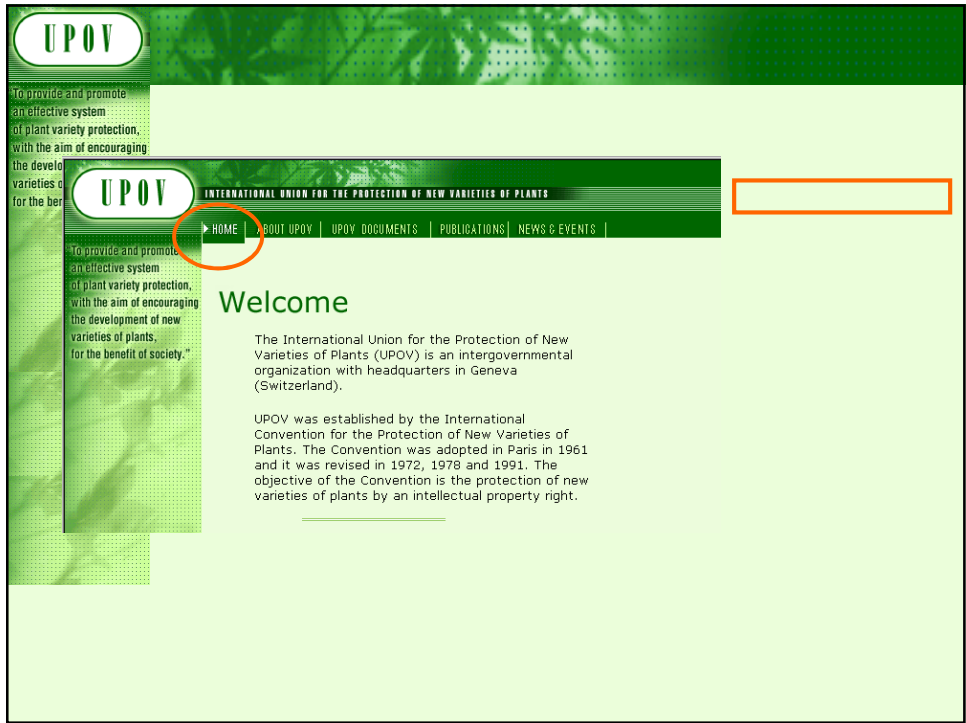 UPOV
To provide and promote
an effective system
of plant variety protection,
with the aim of encouraging
the develo
varieties o
for the ber
UPOV
INTERNATIONAL UNION FOR THE PROTECTION OF NEW VARIETIES OF PLANTS
HOME ABOUT UPOV UPOV DOCUMENTS PUBLICATIONS NEWS & EVENTS
"To provide and promote
an effective system
of plant variety protection,
with the aim of encouraging
the development of new
varieties of plants,
for the benefit of society."
Welcome
The International Union for the Protection of New
Varieties of Plants (UPOV) is an intergovernmental
organization with headquarters in Geneva
(Switzerland).
UPOV was established by the International
Convention for the Protection of New Varieties of
Plants. The Convention was adopted in Paris in 1961
and it was revised in 1972, 1978 and 1991. The
objective of the Convention is the protection of new
varieties of plants by an intellectual property right.